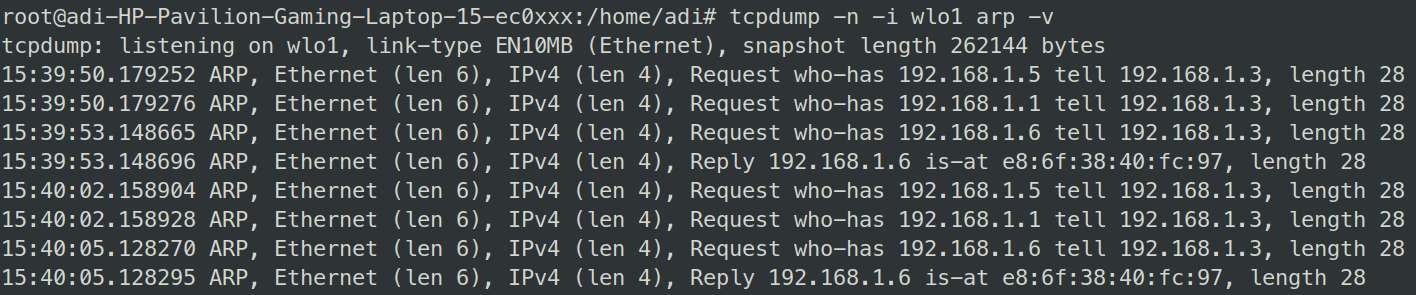 root@adi-HP-Pavilion-Gaming-Laptop-15-ec0xxx:/home/adi# tcpdump -n -i wlo1 arp -v
tcpdump: listening on wlo1, link-type EN10MB (Ethernet), snapshot length 262144 bytes
15:39:50.179252 ARP, Ethernet (len 6), IPv4 (len 4), Request who-has 192.168.1.5 tell 192.168.1.3, length 28
15:39:50.179276 ARP, Ethernet (len 6), IPv4 (len 4), Request who-has 192.168.1.1 tell 192.168.1.3, length 28
15:39:53.148665 ARP, Ethernet (len 6), IPv4 (len 4), Request who-has 192.168.1.6 tell 192.168.1.3, length 28
15:39:53.148696 ARP, Ethernet (len 6), IPv4 (len 4), Reply 192.168.1.6 is-at e8:6f:38:40:fc:97, length 28
15:40:02.158904 ARP, Ethernet (len 6), IPv4 (len 4), Request who-has 192.168.1.5 tell 192.168.1.3, length 28
15:40:02.158928 ARP, Ethernet (len 6), IPv4 (len 4), Request who-has 192.168.1.1 tell 192.168.1.3, length 28
15:40:05.128270 ARP, Ethernet (len 6), IPv4 (len 4), Request who-has 192.168.1.6 tell 192.168.1.3, length 28
15:40:05.128295 ARP, Ethernet (len 6), IPv4 (len 4), Reply 192.168.1.6 is-at e8:6f:38:40:fc:97, length 28